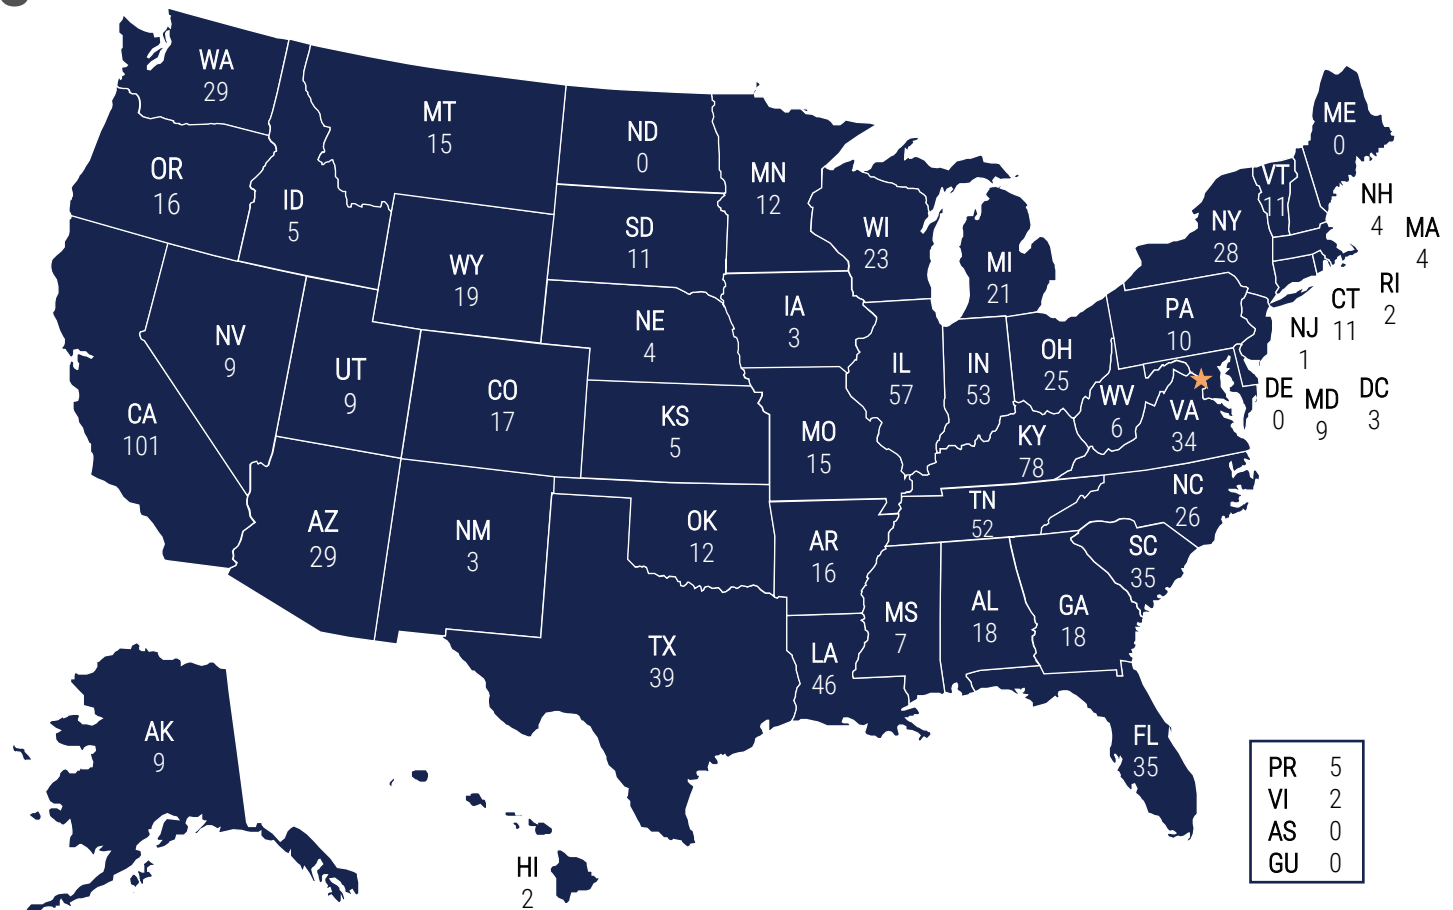 WA
29
MT
15
ND
0
MN
12
ME
0
OR
16
ID
5
SD
11
WI
23
MI
21
NY
28
VT
11
NH
4
MA
4
WY
19
NE
4
IA
3
PA
10
CT
11
RI
2
NJ
1
NV
9
UT
9
CO
17
KS
5
MO
15
IL
57
IN
53
OH
25
WV
6
VA
34
DE
0
MD
9
DC
3
CA
101
KY
78
TN
52
NC
26
AZ
29
NM
3
OK
12
AR
16
SC
35
MS
7
AL
18
GA
18
TX
39
LA
46
FL
35
AK
9
HI
2
PR 5
VI 2
AS 0
GU 0